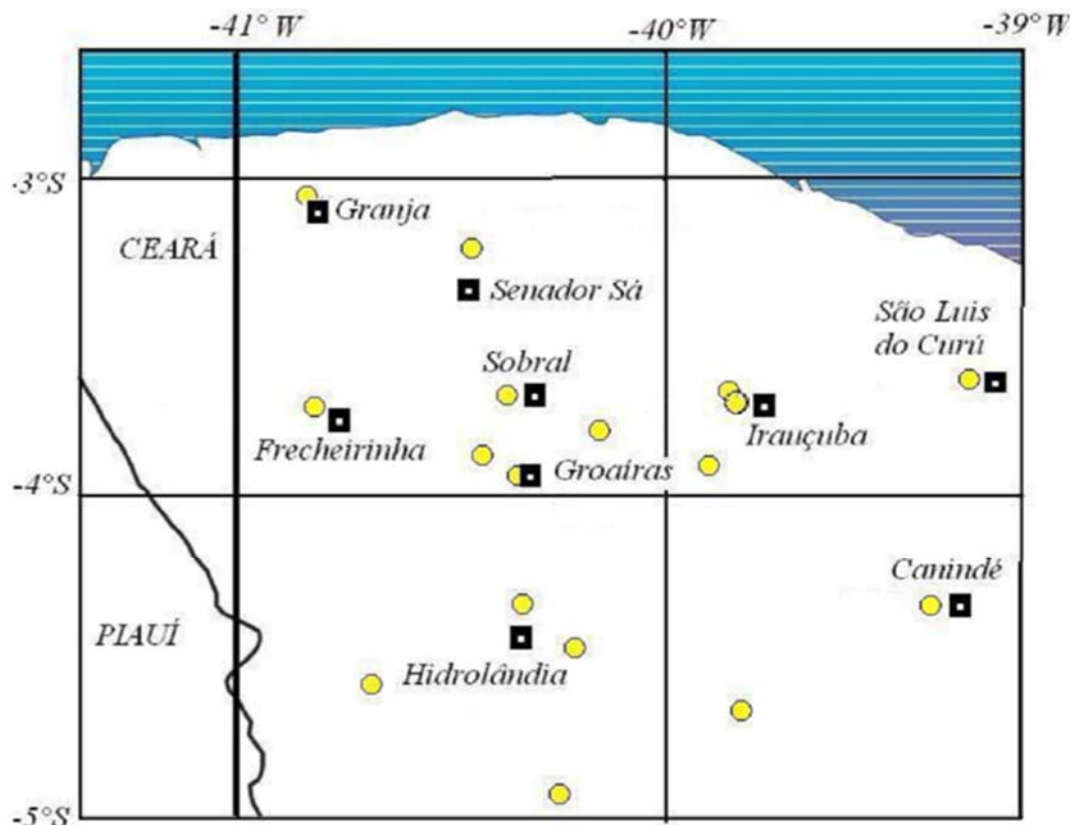 -41° W
-40°W
-39°W
-3°S
Granja
CEARÁ
Senador Sá
São Luis
do Curú
Sobral
Frecheirinha
Irauçuba
Groaíras
-4°S
Canindé
PIAUÍ
Hidrolândia
-5°S